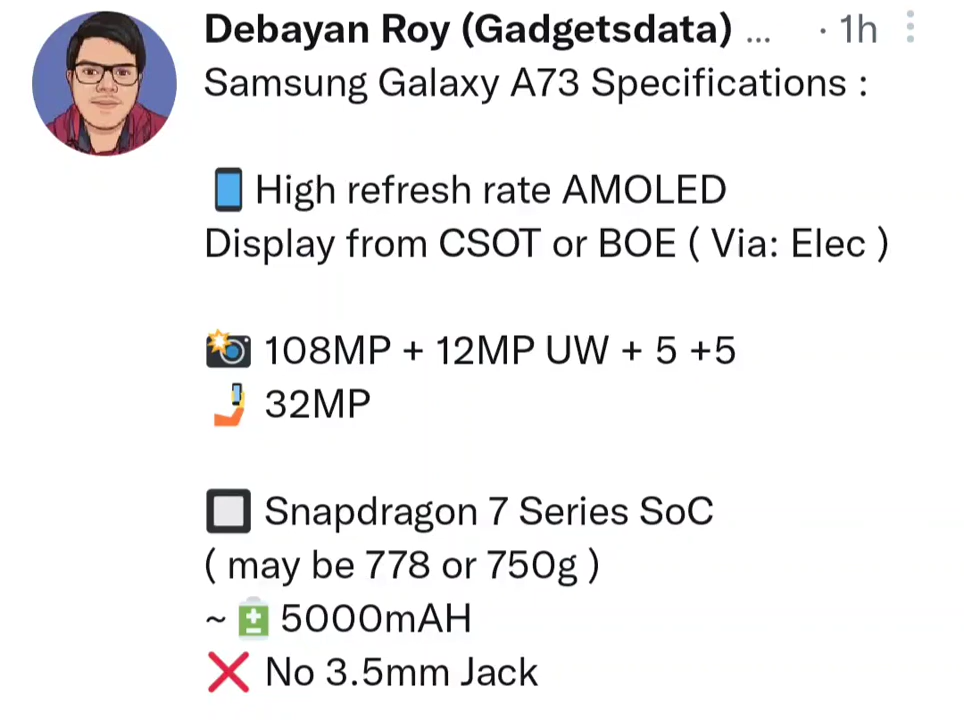 Debayan Roy (Gadgetsdata) ... · 1h
Samsung Galaxy A73 Specifications :
📱 High refresh rate AMOLED
Display from CSOT or BOE ( Via: Elec )
📸 108MP + 12MP UW + 5 +5
🤳 32MP
🔲 Snapdragon 7 Series SoC
( may be 778 or 750g )
~ 🔋 5000mAH
❌ No 3.5mm Jack